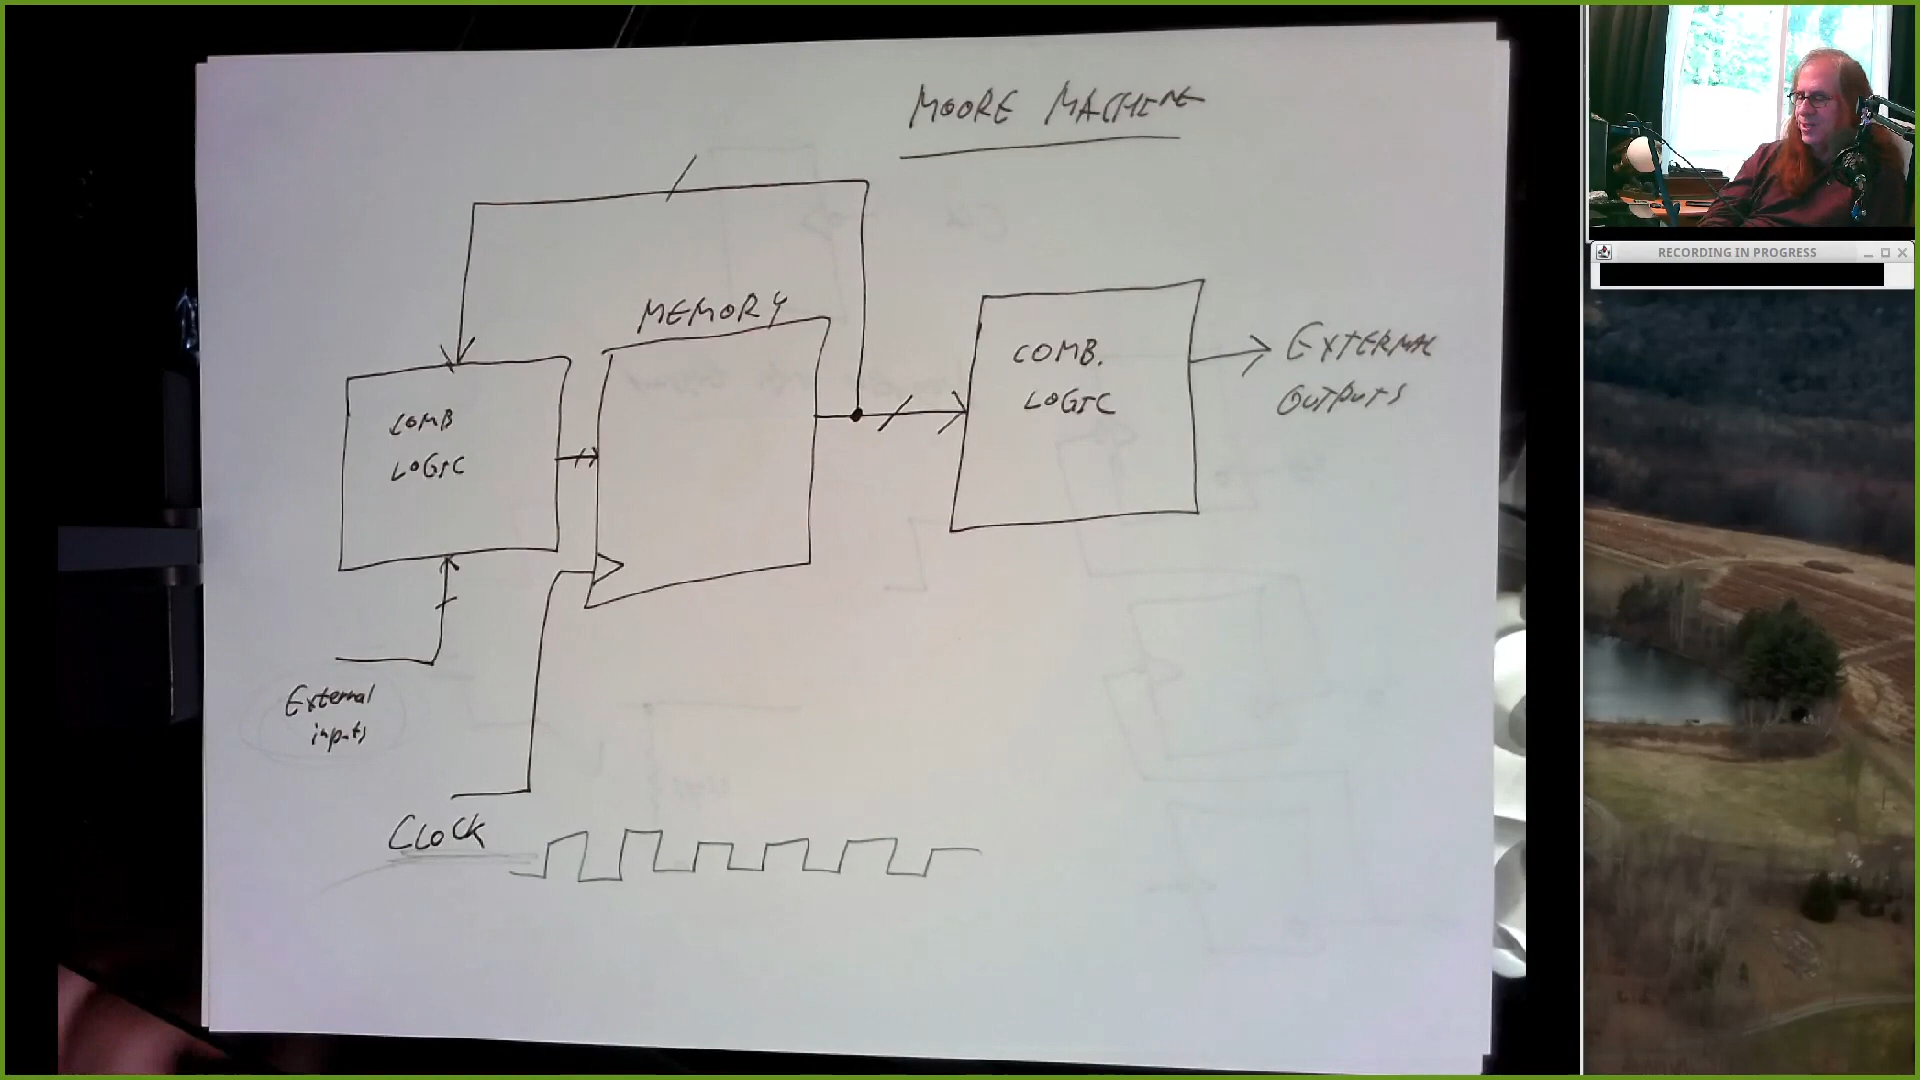 MOORE MACHINE
MEMORY
COMB
LOGIC
COMB.
LOGIC
EXTERNAL
OUTPUTS
External
inputs
CLOCK
RECORDING IN PROGRESS